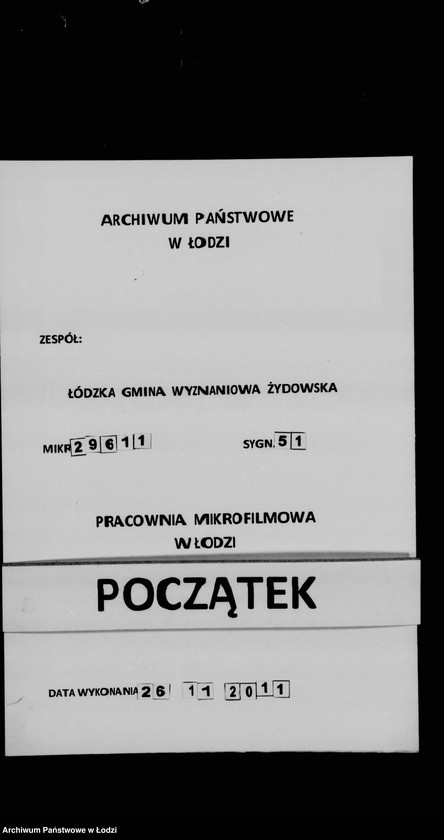 ARCHIWUM PAŃSTWOWE
W ŁODZI
ZESPÓŁ:
ŁÓDZKA GMINA WYZNANIOWA ŻYDOWSKA
MIKR 29611 SYGN. 51
PRACOWNIA MIKROFILMOWA
W ŁODZI
POCZĄTEK
DATA WYKONANIA 26 11 2011
Archiwum Państwowe w Łodzi